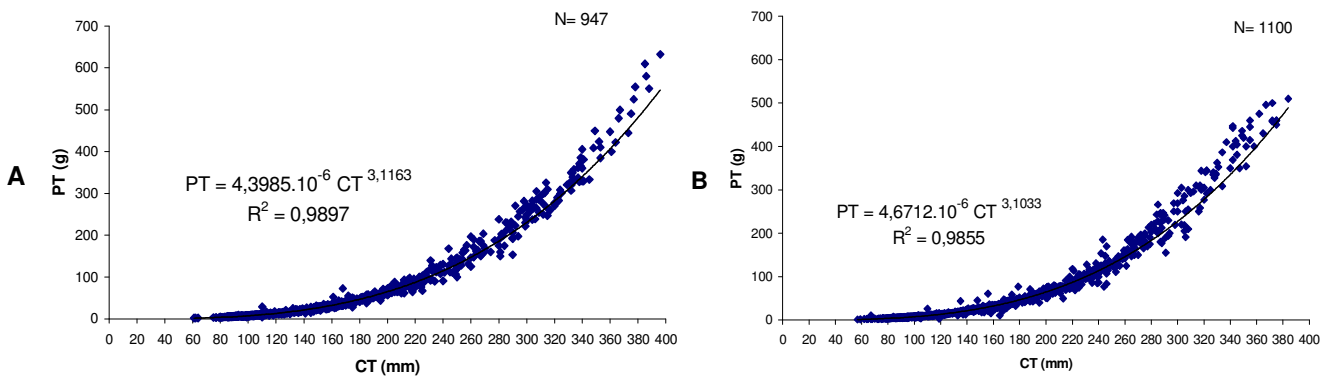 N= 947
700
600
500
400
300
200
100
0
0 20 40 60 80 100 120 140 160 180 200 220 240 260 280 300 320 340 360 380 400
PT (g)
CT (mm)
A
PT = 4,3985.10⁻⁶ CT ³,¹¹⁶³
R² = 0,9897
N= 1100
700
600
500
400
300
200
100
0
0 20 40 60 80 100 120 140 160 180 200 220 240 260 280 300 320 340 360 380 400
PT (g)
CT (mm)
B
PT = 4,6712.10⁻⁶ CT ³,¹⁰³³
R² = 0,9855